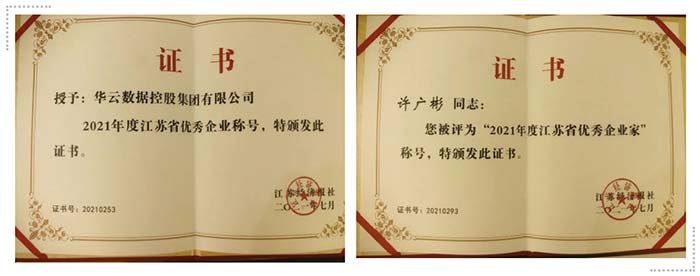 证书
授予：华云数据控股集团有限公司
2021年度江苏省优秀企业称号，特颁发此
证书。
江苏经济报社
二〇二一年七月
证书号：20210253
证书
许广彬 同志：
您被评为“2021年度江苏省优秀企业家”
称号，特颁发此证书。
江苏经济报社
二〇二一年七月
证书号：20210293